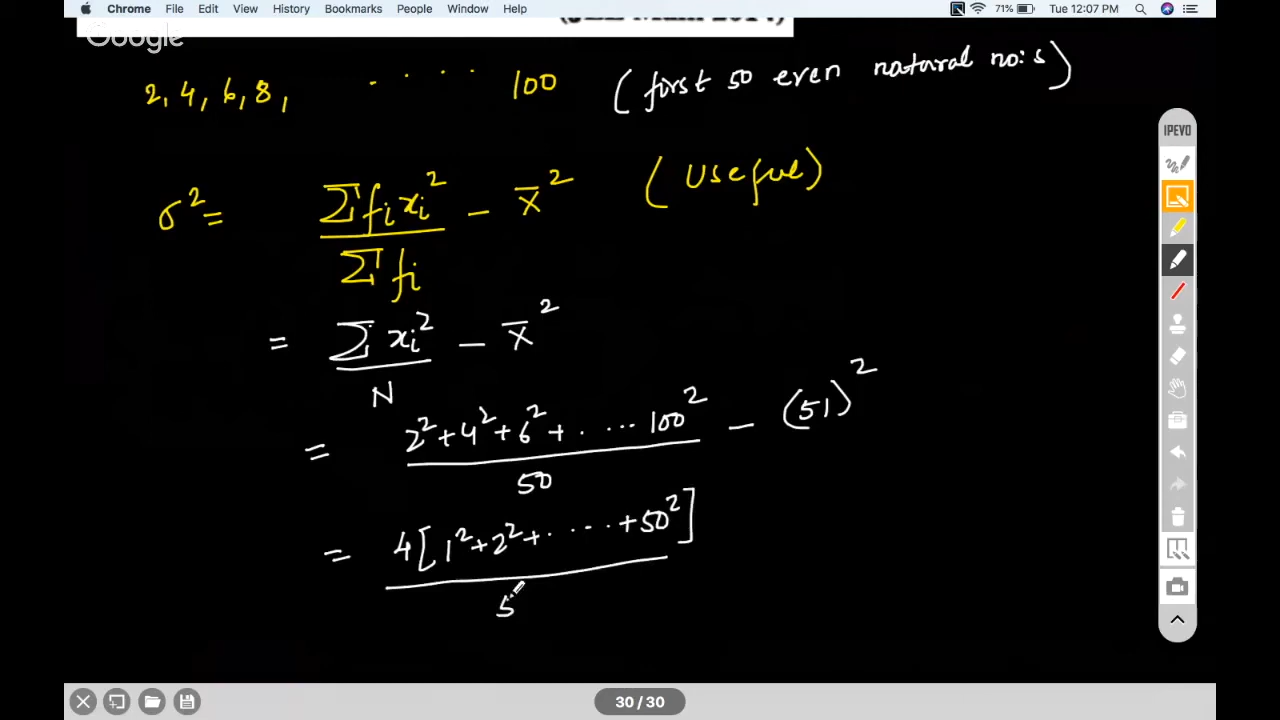 Chrome File Edit View History Bookmarks People Window Help 71% Tue 12:07 PM
Google
2, 4, 6, 8, . . . . . 100 (first 50 even natural no:s)
σ² = Σfixi² / Σfi - x̄² (Useful)
= Σxi² / N - x̄²
= 2²+4²+6²+. .... 100² / 50 - (51)²
= 4[1²+2²+. .... +50²] / 5
IPEVO
30 / 30